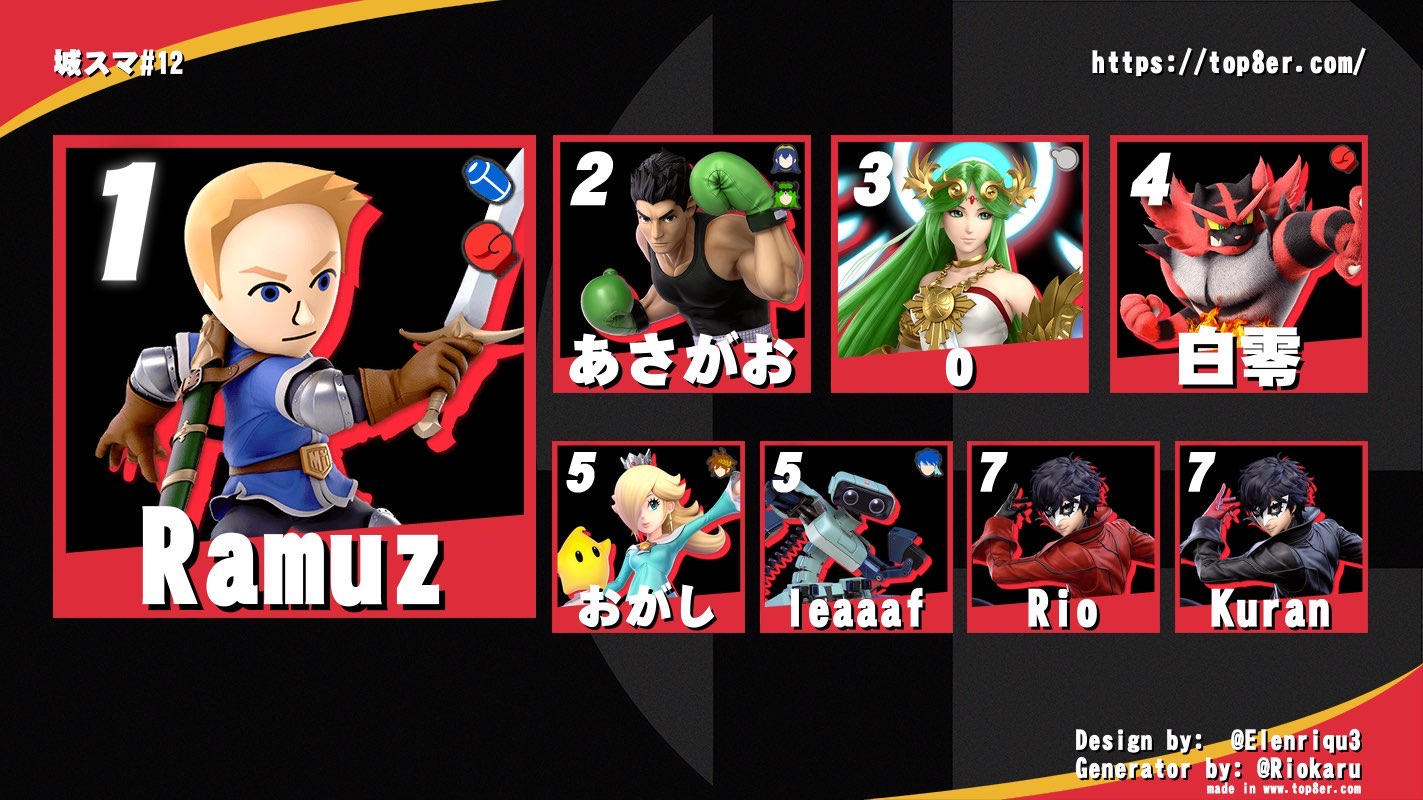 城スマ#12
https://top8er.com/
1
Ramuz
2
あさがお
3
0
4
白零
5
おかし
5
leaaaf
7
Rio
7
Kuran
Design by: @Elenriqu3
Generator by: @Riokaru
made in www.top8er.com